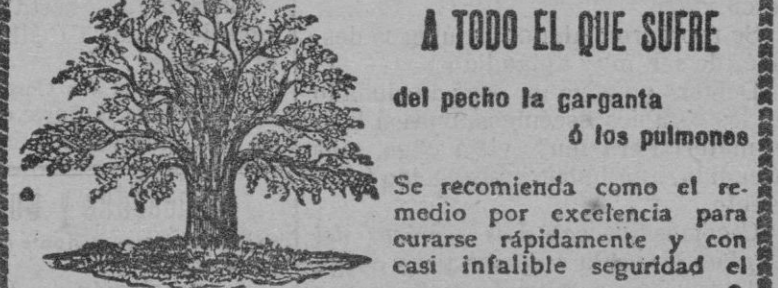 A TODO EL QUE SUFRE
del pecho la garganta
ó los pulmones
Se recomienda como el re-
medio por excelencia para
curarse rápidamente y con
casi infalible seguridad el